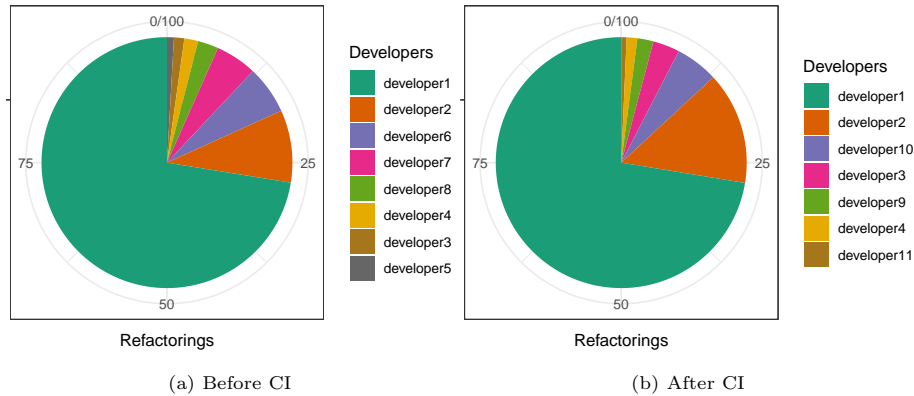 0/100
25
50
75
Refactorings
Developers
developer1
developer2
developer6
developer7
developer8
developer4
developer3
developer5
(a) Before CI
0/100
25
50
75
Refactorings
Developers
developer1
developer2
developer10
developer3
developer9
developer4
developer11
(b) After CI